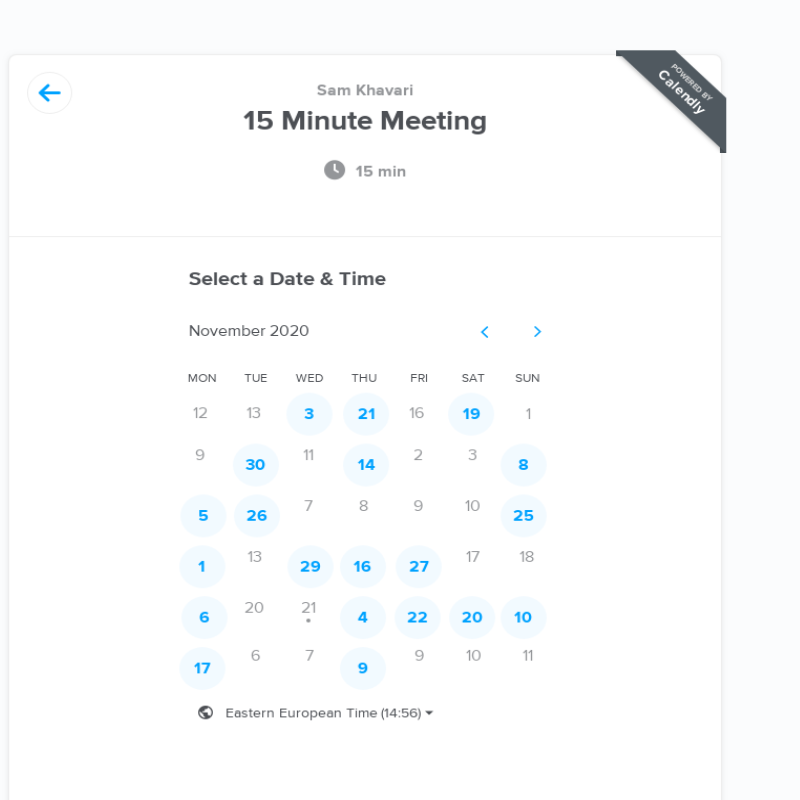 POWERED BY
Calendly
Sam Khavari
15 Minute Meeting
15 min
Select a Date & Time
November 2020
MON TUE WED THU FRI SAT SUN
12 13 3 21 16 19 1
9 30 11 14 2 3 8
5 26 7 8 9 10 25
1 13 29 16 27 17 18
6 20 21 4 22 20 10
17 6 7 9 9 10 11
Eastern European Time (14:56)